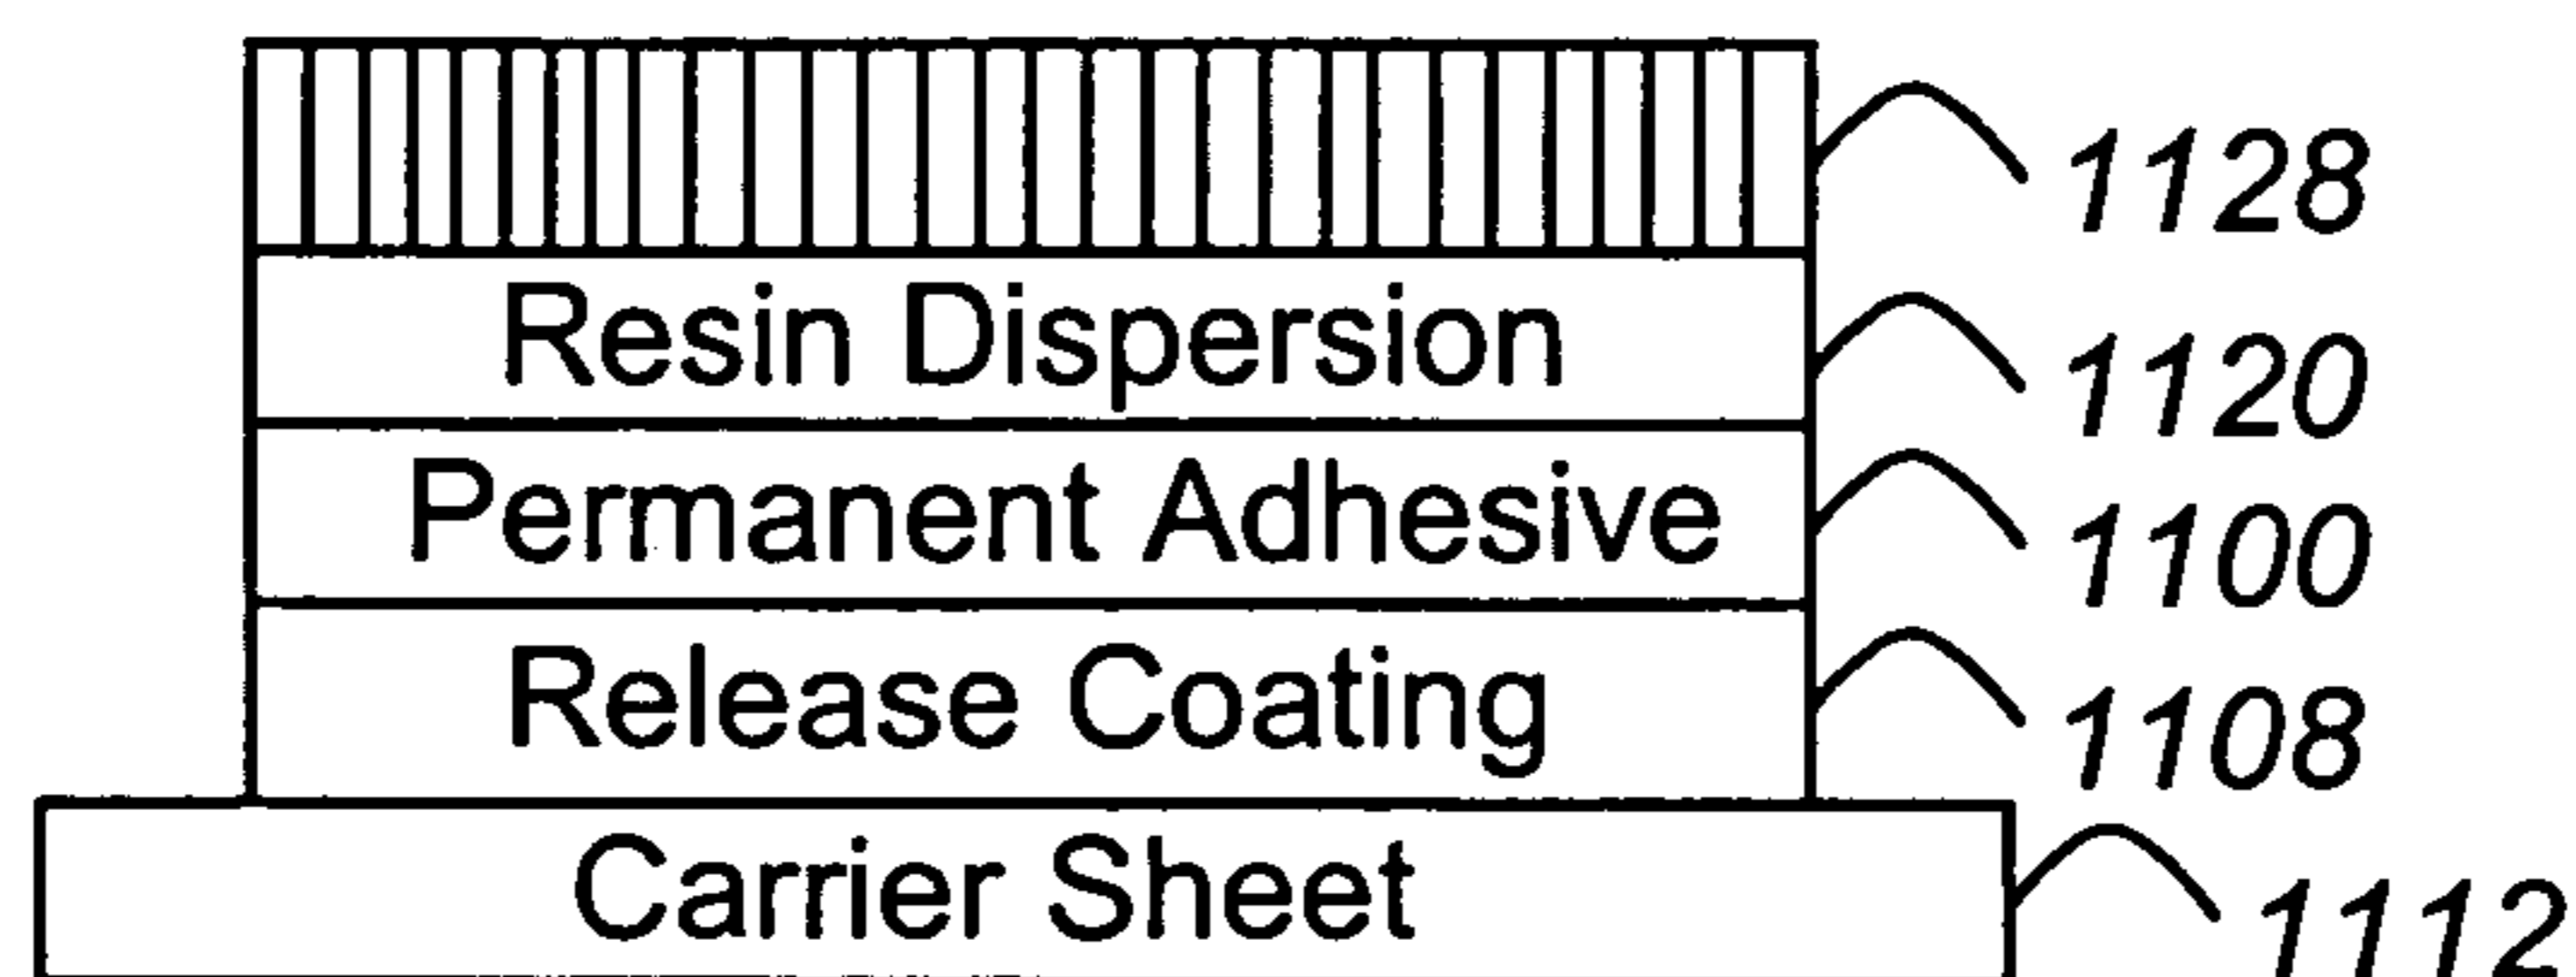 1128
Resin Dispersion 1120
Permanent Adhesive 1100
Release Coating 1108
Carrier Sheet 1112